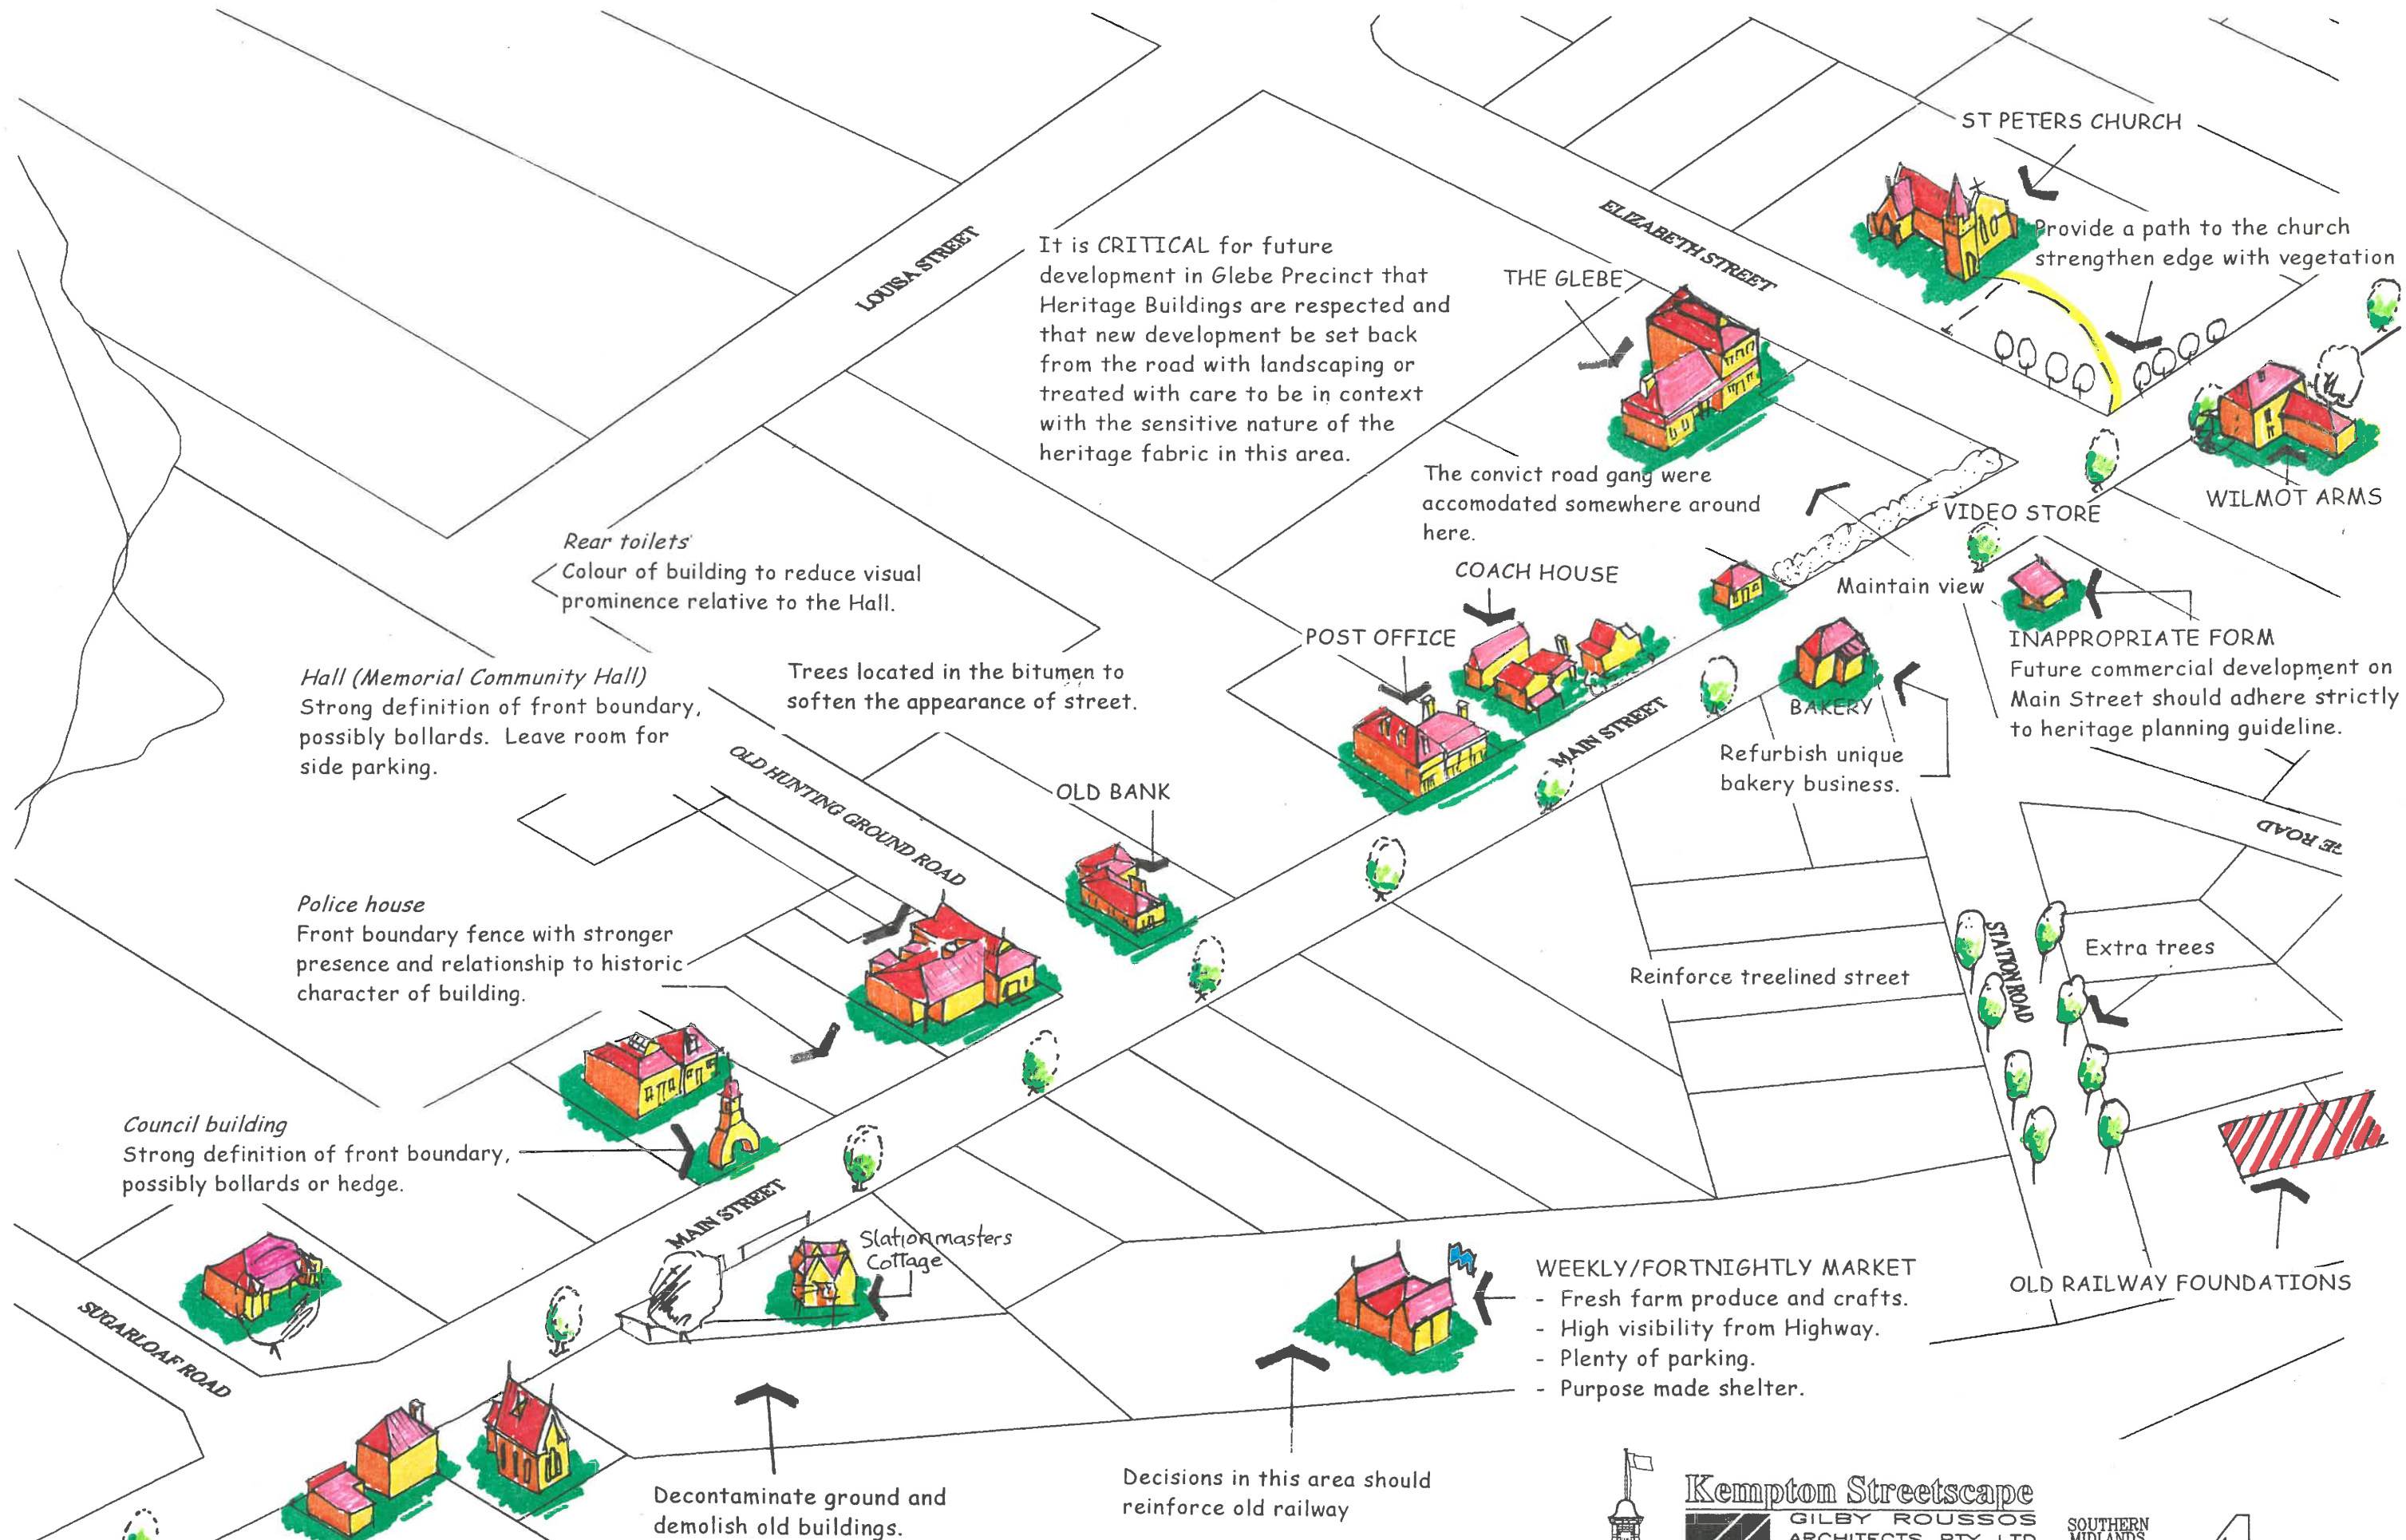 ST PETERS CHURCH
Provide a path to the church
strengthen edge with vegetation
ELIZABETH STREET
LOUISA STREET
It is CRITICAL for future
development in Glebe Precinct that
Heritage Buildings are respected and
that new development be set back
from the road with landscaping or
treated with care to be in context
with the sensitive nature of the
heritage fabric in this area.
THE GLEBE
The convict road gang were
accomodated somewhere around
here.
WILMOT ARMS
VIDEO STORE
Maintain view
INAPPROPRIATE FORM
Future commercial development on
Main Street should adhere strictly
to heritage planning guideline.
COACH HOUSE
POST OFFICE
BAKERY
Refurbish unique
bakery business.
MAIN STREET
Rear toilets
Colour of building to reduce visual
prominence relative to the Hall.
Hall (Memorial Community Hall)
Strong definition of front boundary,
possibly bollards. Leave room for
side parking.
Trees located in the bitumen to
soften the appearance of street.
OLD HUNTING GROUND ROAD
OLD BANK
Police house
Front boundary fence with stronger
presence and relationship to historic
character of building.
Reinforce treelined street
STATION ROAD
Extra trees
ROAD
Council building
Strong definition of front boundary,
possibly bollards or hedge.
MAIN STREET
Stationmasters
Cottage
SUGARLOAF ROAD
WEEKLY/FORTNIGHTLY MARKET
- Fresh farm produce and crafts.
- High visibility from Highway.
- Plenty of parking.
- Purpose made shelter.
OLD RAILWAY FOUNDATIONS
Decontaminate ground and
demolish old buildings.
Decisions in this area should
reinforce old railway
Kempton Streetscape
GILBY ROUSSOS
ARCHITECTS PTY LTD
SOUTHERN
MIDLANDS